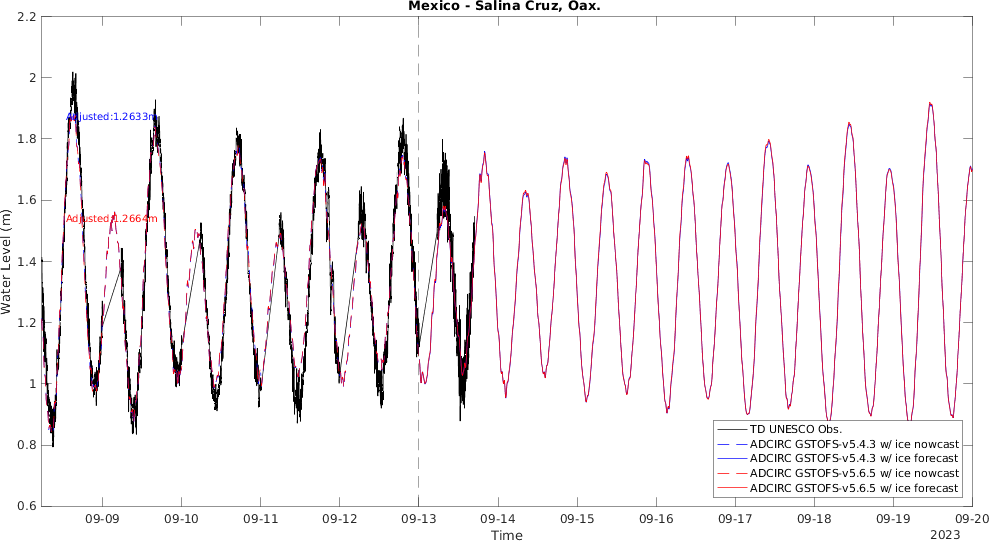 Mexico - Salina Cruz, Oax.
2.2
2
1.8
1.6
1.4
1.2
1
0.8
0.6
Water Level (m)
Adjusted:1.2633m
Adjusted:1.2664m
TD UNESCO Obs.
ADCIRC GSTOFS-v5.4.3 w/ ice nowcast
ADCIRC GSTOFS-v5.4.3 w/ ice forecast
ADCIRC GSTOFS-v5.6.5 w/ ice nowcast
ADCIRC GSTOFS-v5.6.5 w/ ice forecast
09-09 09-10 09-11 09-12 09-13 09-14 09-15 09-16 09-17 09-18 09-19 09-20
Time
2023